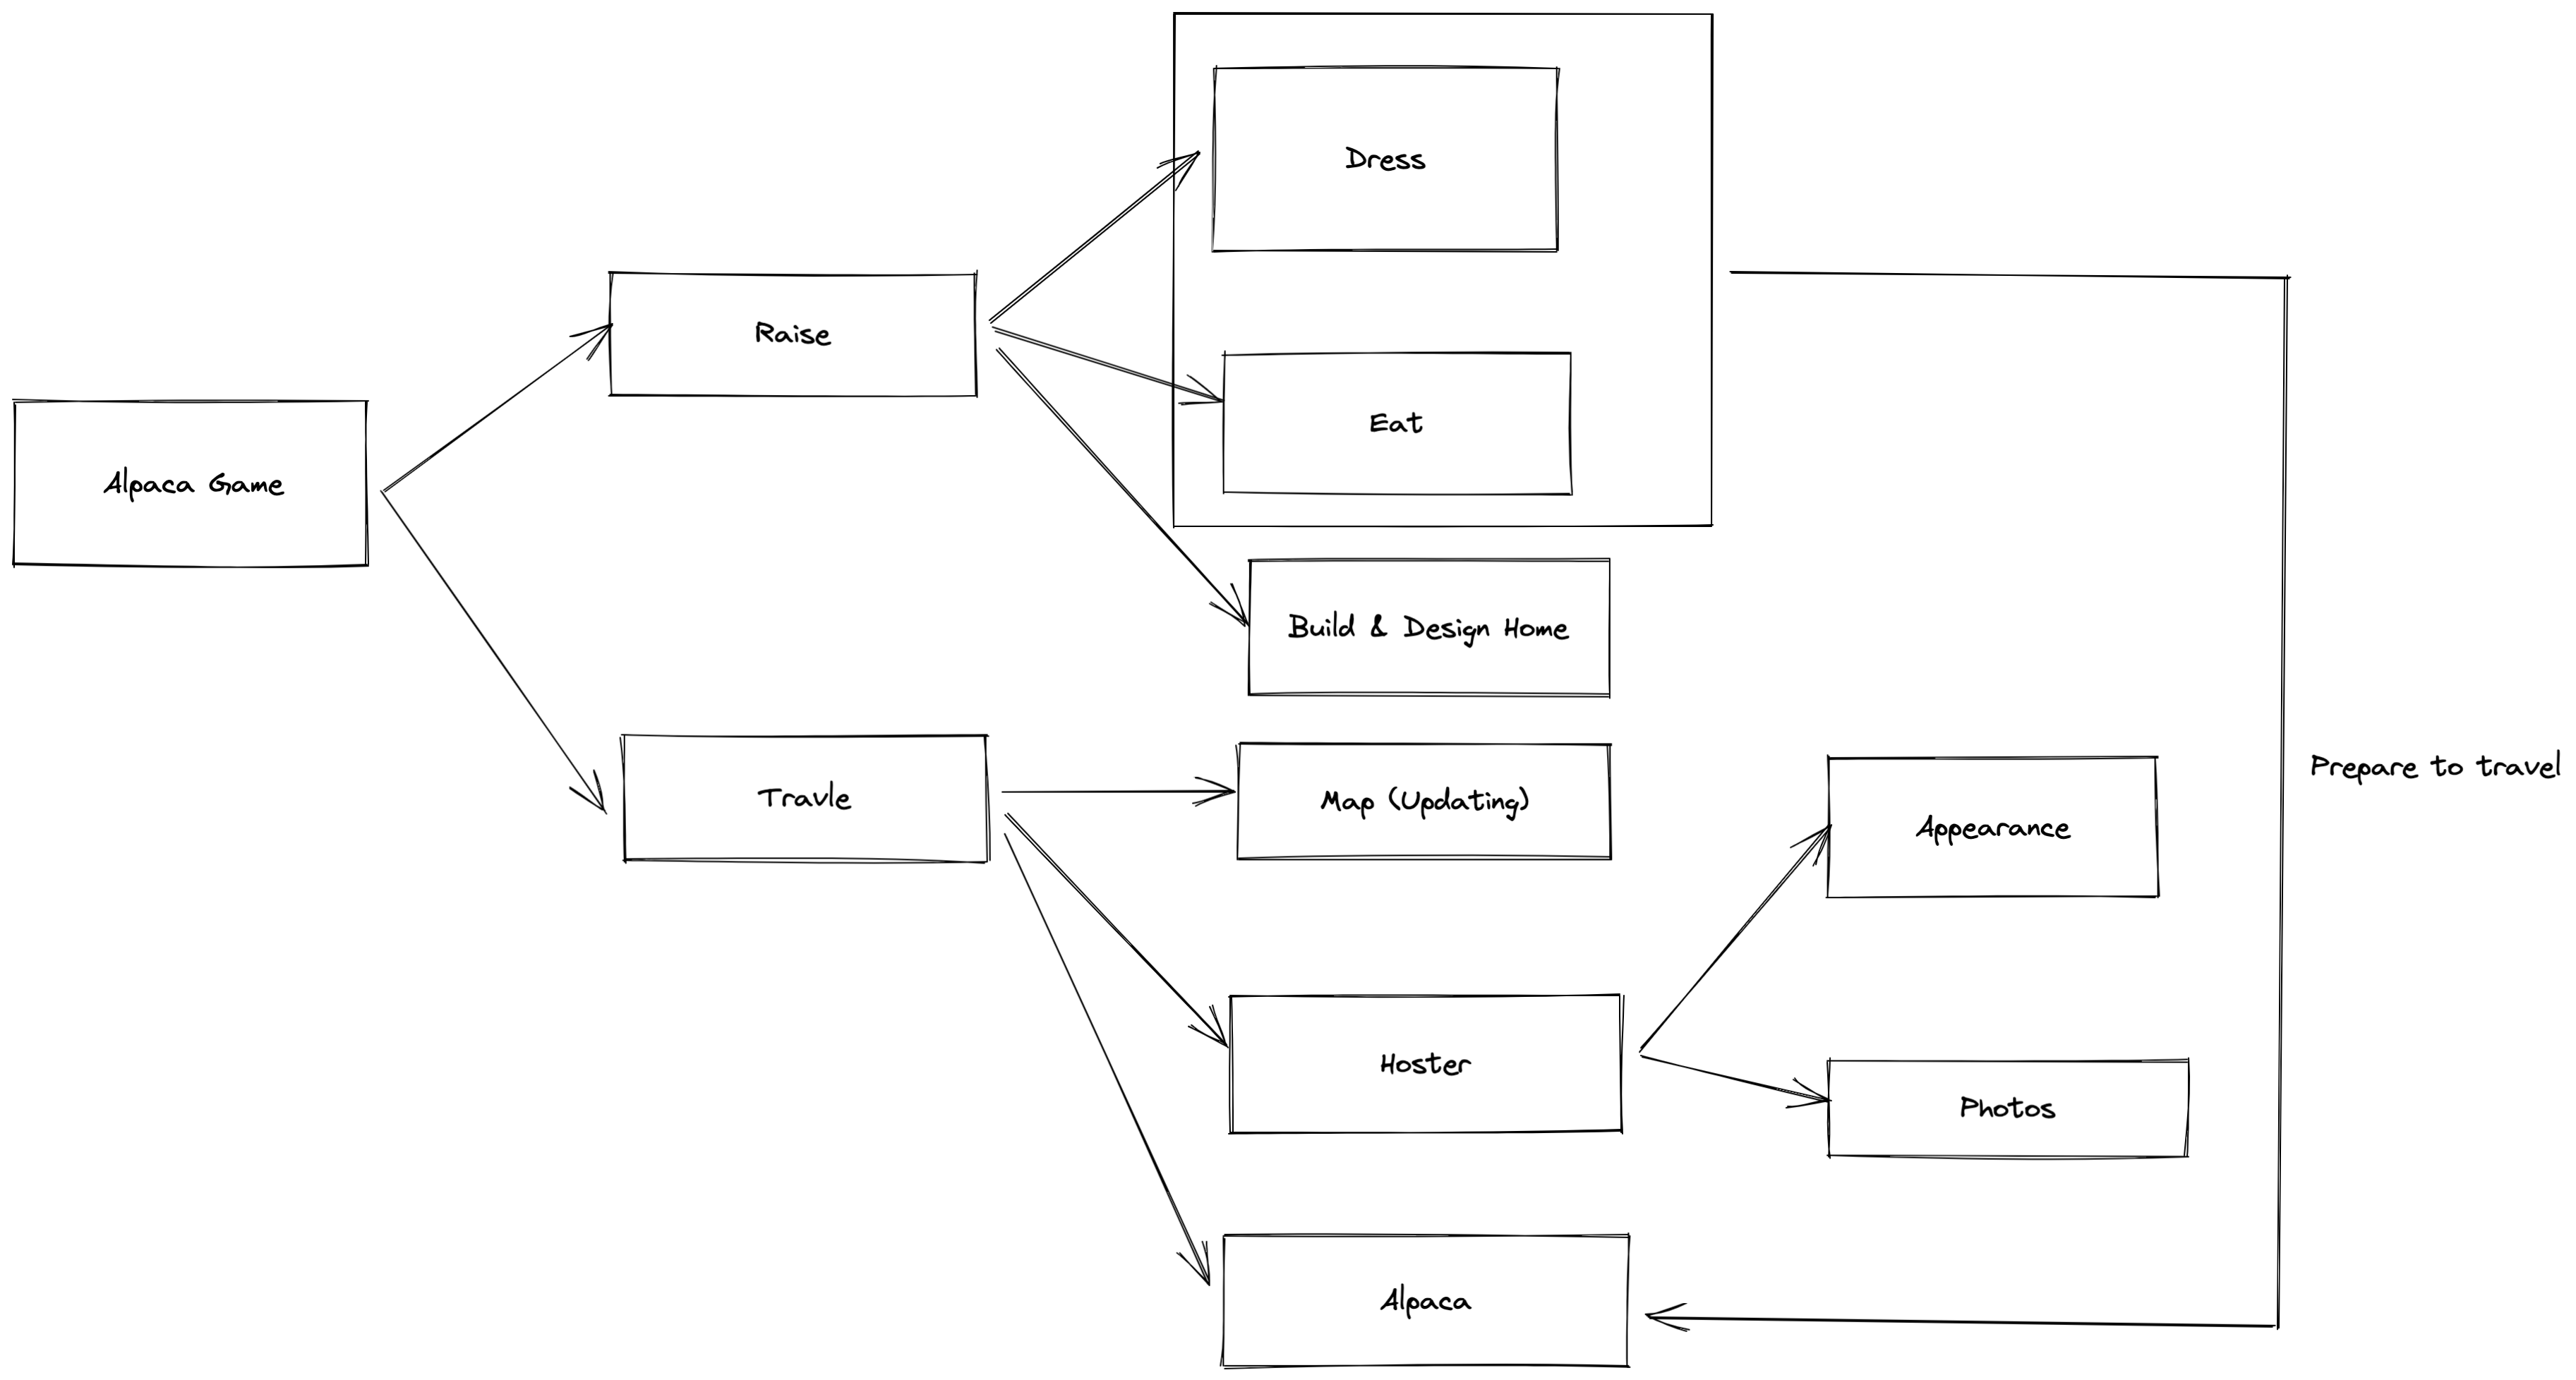 Dress
Raise
Eat
Alpaca Game
Build & Design Home
Travle
Map (Updating)
Prepare to travel
Appearance
Hoster
Photos
Alpaca